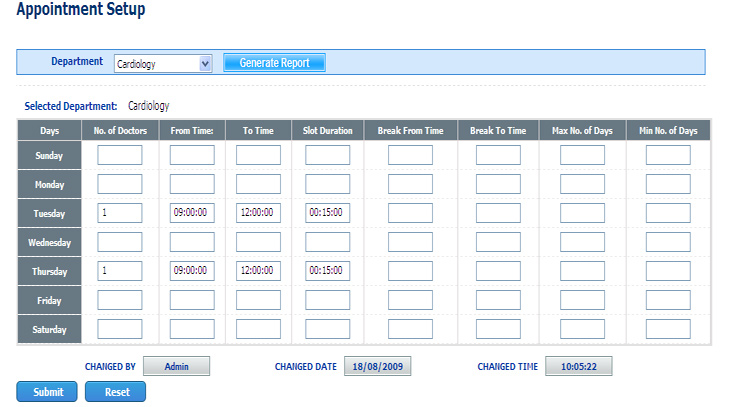 Appointment Setup
Department Cardiology Generate Report
Selected Department: Cardiology
Days No. of Doctors From Time: To Time Slot Duration Break From Time Break To Time Max No. of Days Min No. of Days
Sunday
Monday
Tuesday 1 09:00:00 12:00:00 00:15:00
Wednesday
Thursday 1 09:00:00 12:00:00 00:15:00
Friday
Saturday
CHANGED BY Admin CHANGED DATE 18/08/2009 CHANGED TIME 10:05:22
Submit Reset